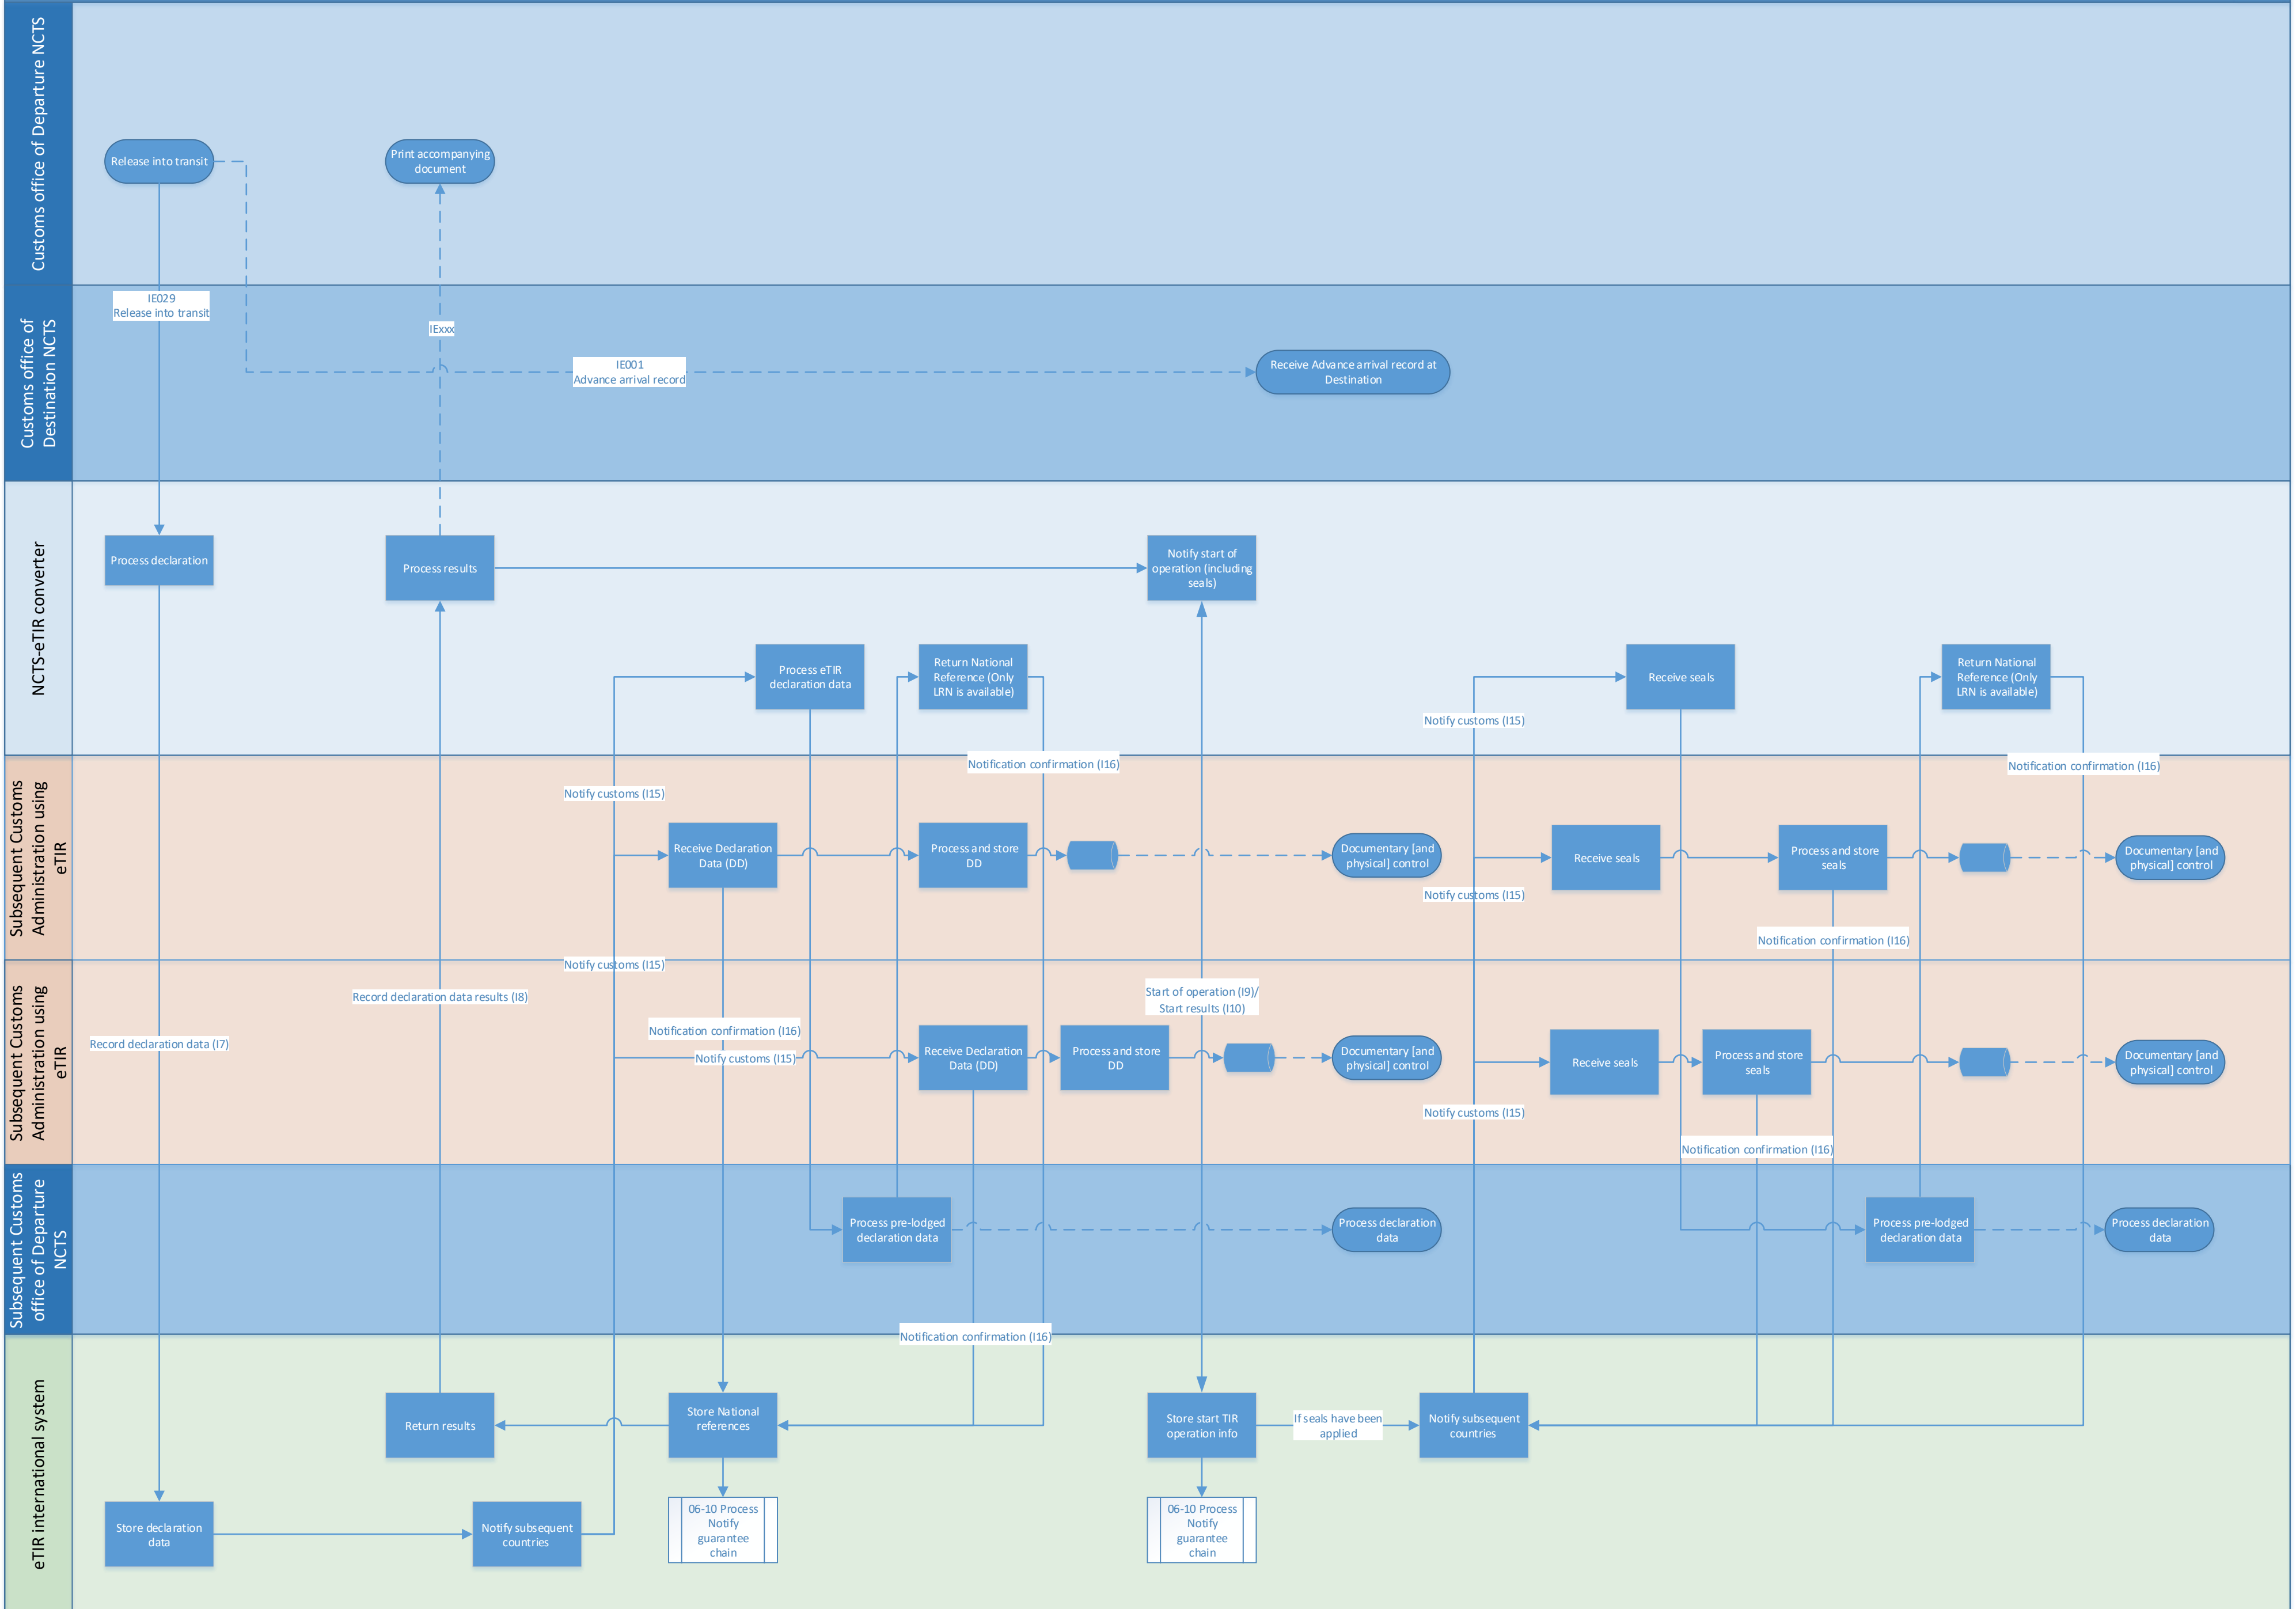 Customs office of Departure NCTS
Release into transit
Print accompanying
document
Customs office of
Destination NCTS
IE029
Release into transit
IExxx
IE001
Advance arrival record
Receive Advance arrival record at
Destination
NCTS-eTIR converter
Process declaration
Process results
Notify start of
operation (including
seals)
Process eTIR
declaration data
Return National
Reference (Only
LRN is available)
Receive seals
Return National
Reference (Only
LRN is available)
Notify customs (I15)
Notification confirmation (I16)
Notification confirmation (I16)
Subsequent Customs
Administration using
eTIR
Notify customs (I15)
Receive Declaration
Data (DD)
Process and store
DD
Documentary [and
physical] control
Receive seals
Process and store
seals
Documentary [and
physical] control
Notify customs (I15)
Notification confirmation (I16)
Notify customs (I15)
Subsequent Customs
Administration using
eTIR
Record declaration data results (I8)
Start of operation (I9)/
Start results (I10)
Record declaration data (I7)
Notification confirmation (I16)
Notify customs (I15)
Receive Declaration
Data (DD)
Process and store
DD
Documentary [and
physical] control
Receive seals
Process and store
seals
Documentary [and
physical] control
Notify customs (I15)
Notification confirmation (I16)
Subsequent Customs
office of Departure
NCTS
Process pre-lodged
declaration data
Process declaration
data
Process pre-lodged
declaration data
Process declaration
data
Notification confirmation (I16)
eTIR international system
Return results
Store National
references
Store start TIR
operation info
If seals have been
applied
Notify subsequent
countries
Store declaration
data
Notify subsequent
countries
06-10 Process
Notify
guarantee
chain
06-10 Process
Notify
guarantee
chain